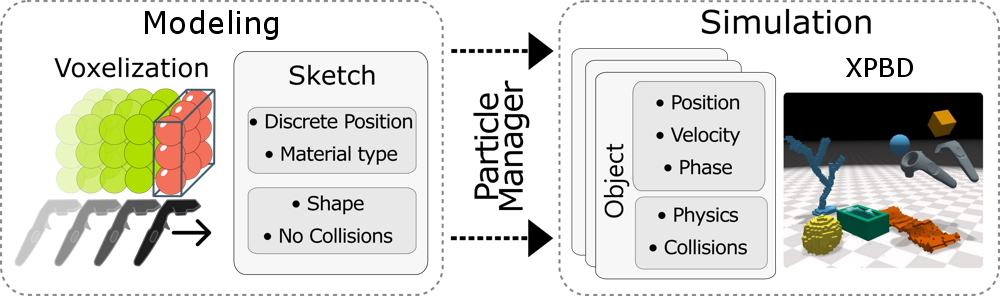 Modeling
Voxelization
Sketch
• Discrete Position
• Material type
• Shape
• No Collisions
Particle
Manager
Simulation
Object
• Position
• Velocity
• Phase
• Physics
• Collisions
XPBD